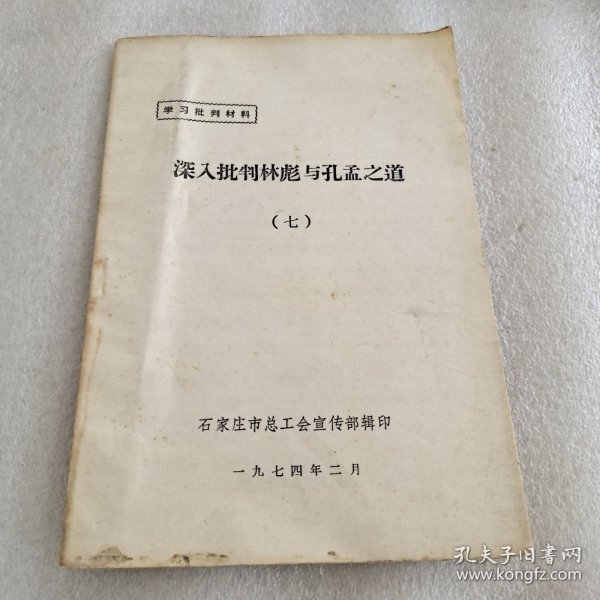 学习批判材料
深入批判林彪与孔孟之道
（七）
石家庄市总工会宣传部辑印
一九七四年二月
孔夫子旧书网
www.kongfz.com